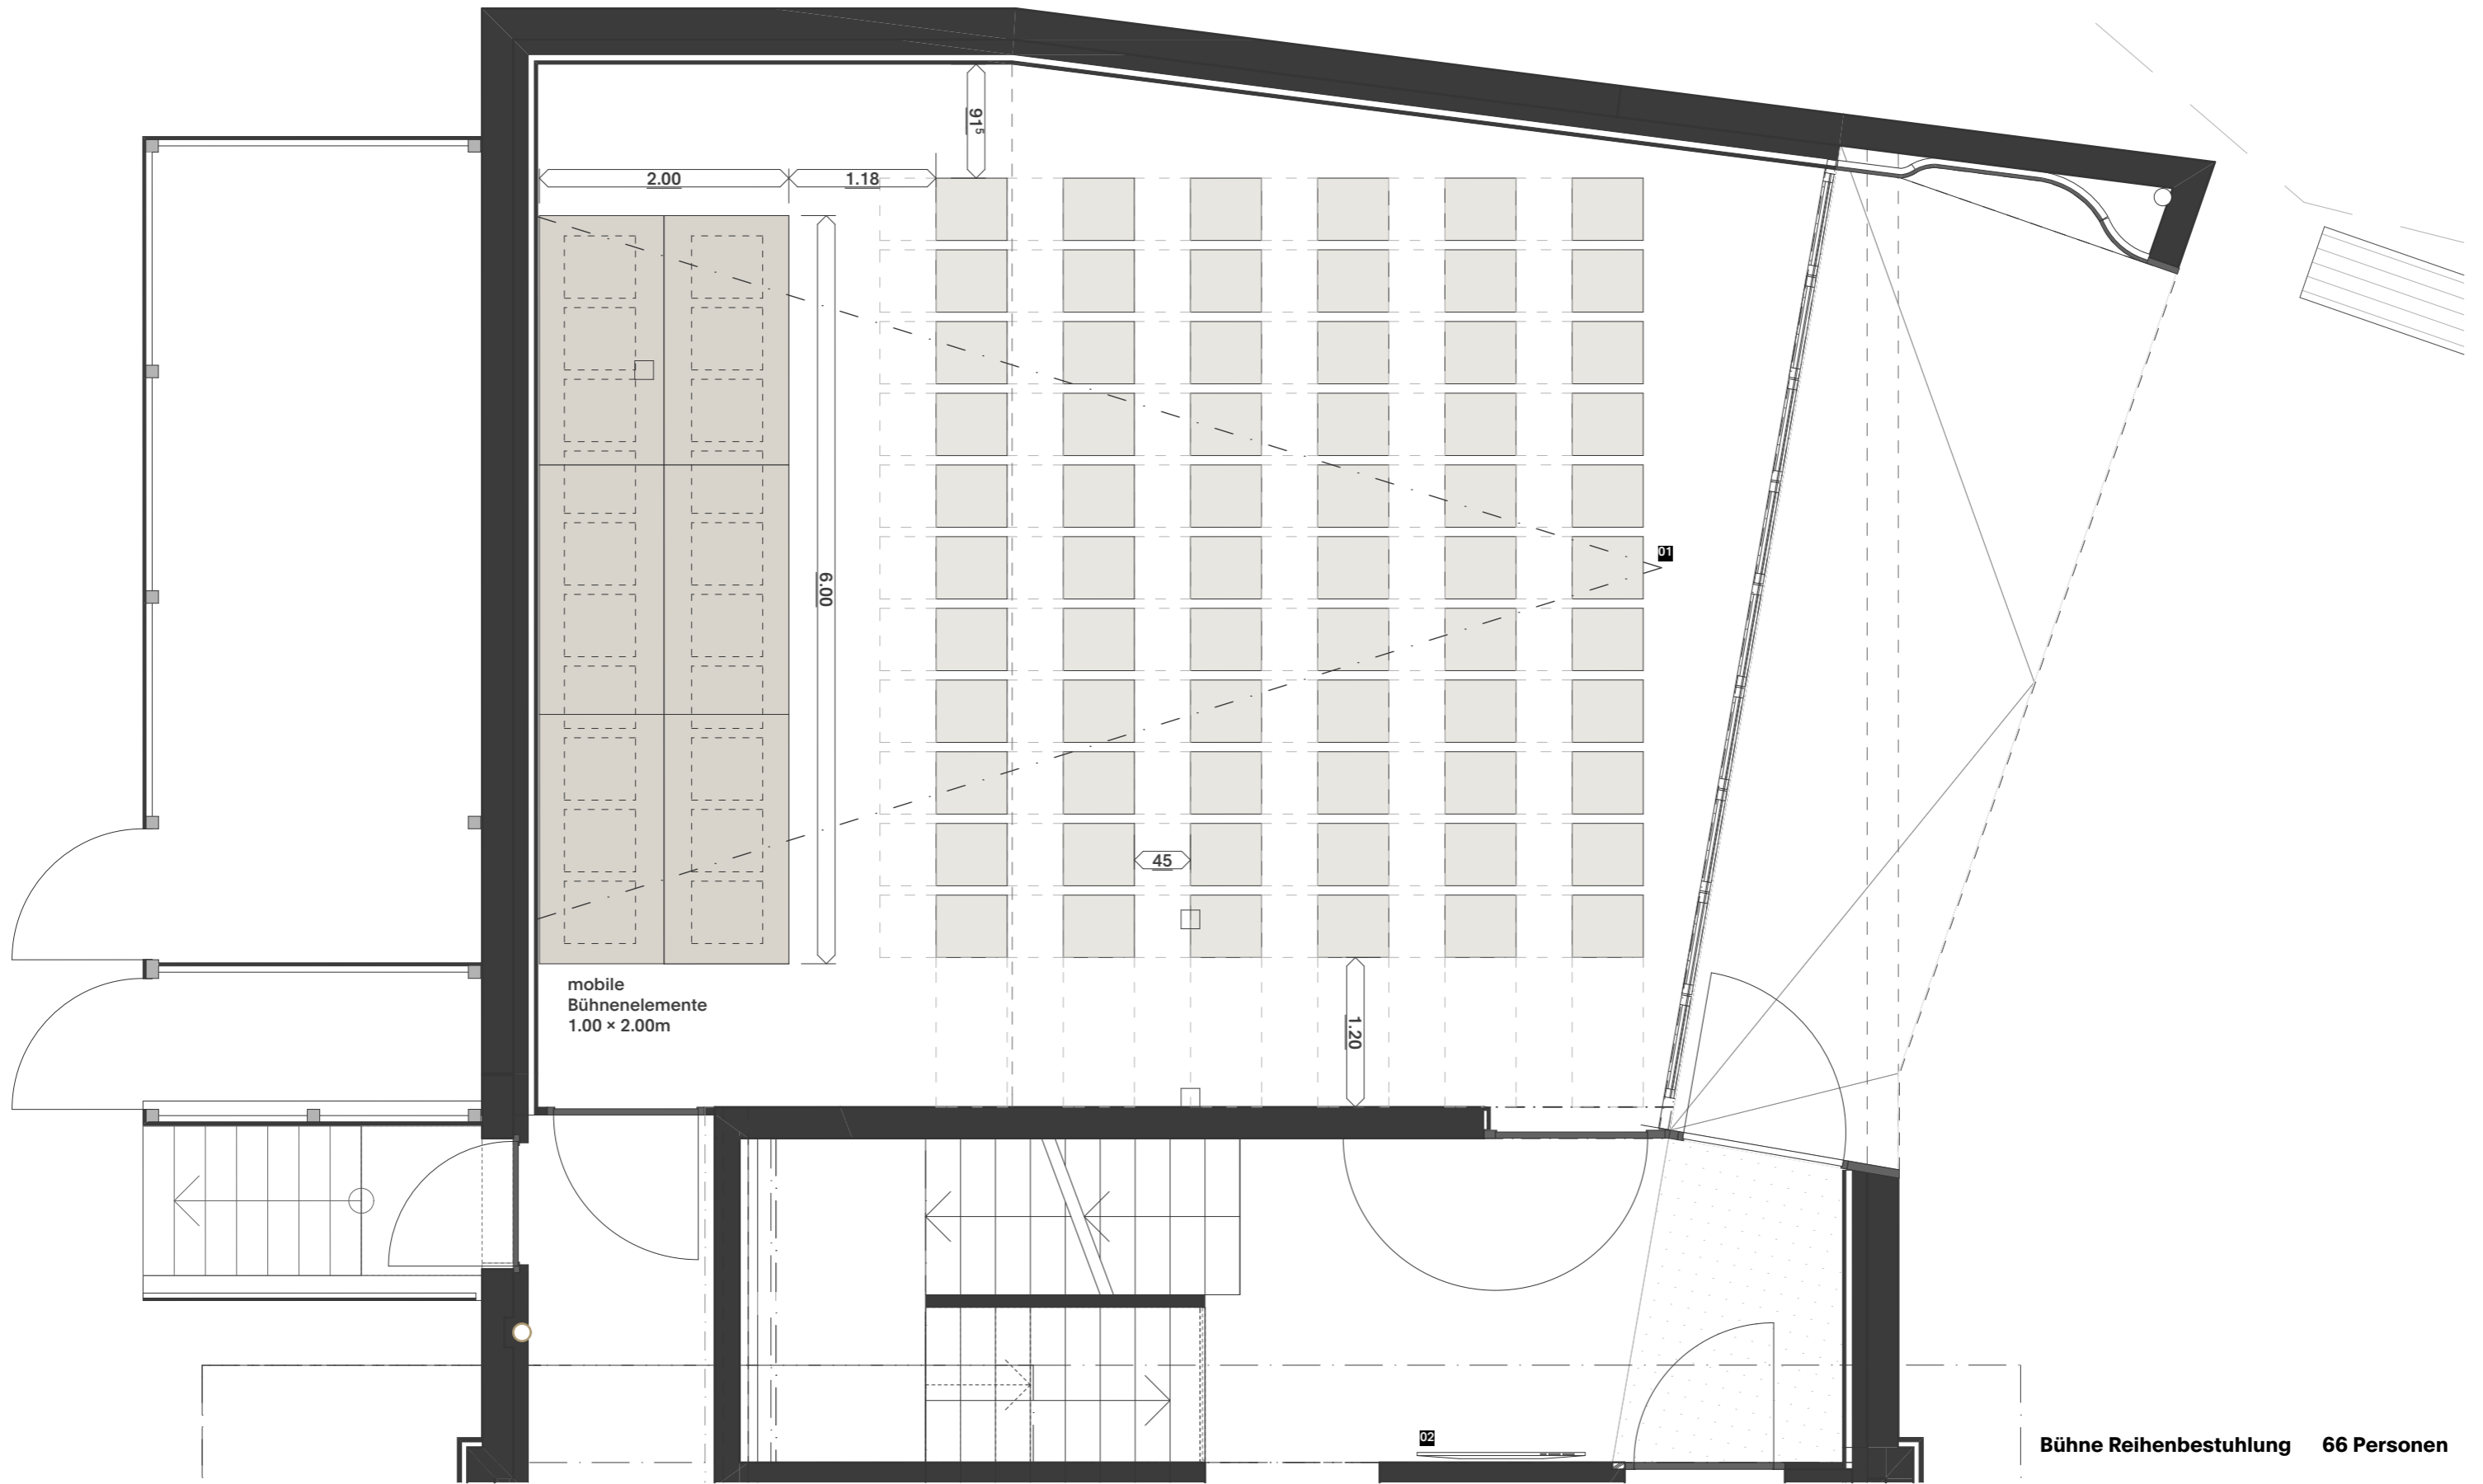 91⁵
2.00
1.18
01
6.00
45
mobile
Bühnenelemente
1.00 × 2.00m
1.20
02
Bühne Reihenbestuhlung 66 Personen